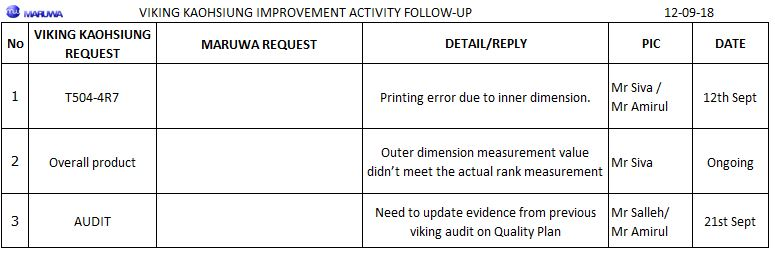 MARUWA VIKING KAOHSIUNG IMPROVEMENT ACTIVITY FOLLOW-UP 12-09-18
No VIKING KAOHSIUNG REQUEST MARUWA REQUEST DETAIL/REPLY PIC DATE
1 T504-4R7 Printing error due to inner dimension. Mr Siva / Mr Amirul 12th Sept
2 Overall product Outer dimension measurement value didn't meet the actual rank measurement Mr Siva Ongoing
3 AUDIT Need to update evidence from previous viking audit on Quality Plan Mr Salleh/ Mr Amirul 21st Sept